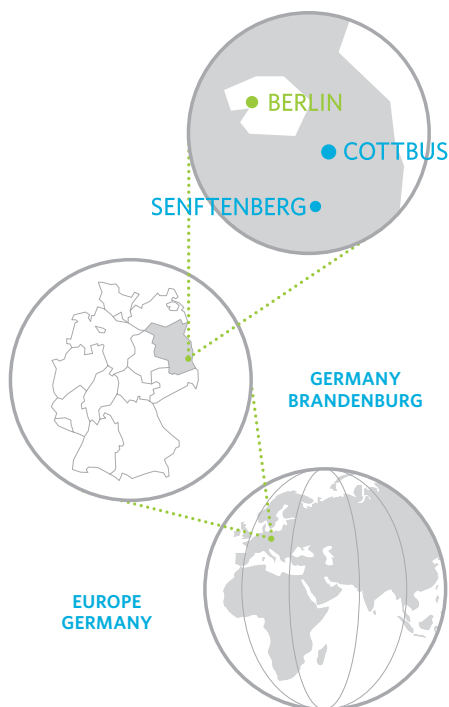 BERLIN
COTTBUS
SENFTENBERG
GERMANY
BRANDENBURG
EUROPE
GERMANY